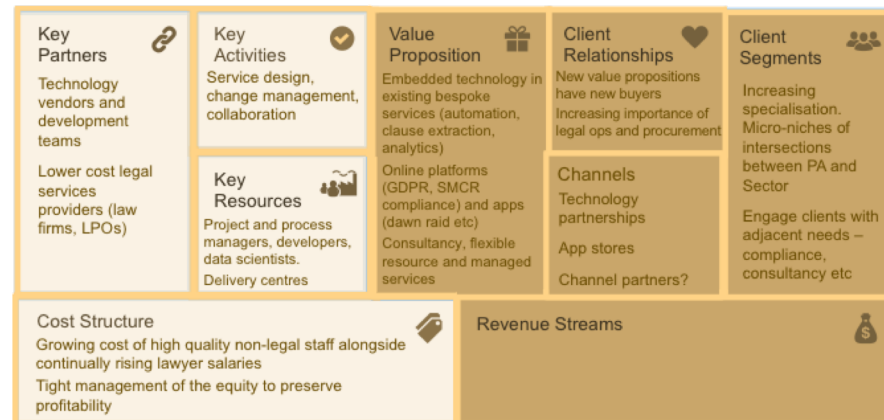 Key
Partners
Technology
vendors and
development
teams
Lower cost legal
services
providers (law
firms, LPOs)
Key
Activities
Service design,
change management,
collaboration
Key
Resources
Project and process
managers, developers,
data scientists.
Delivery centres
Value
Proposition
Embedded technology in
existing bespoke
services (automation,
clause extraction,
analytics)
Online platforms
(GDPR, SMCR
compliance) and apps
(dawn raid etc)
Consultancy, flexible
resource and managed
services
Client
Relationships
New value propositions
have new buyers
Increasing importance of
legal ops and procurement
Channels
Technology
partnerships
App stores
Channel partners?
Client
Segments
Increasing
specialisation.
Micro-niches of
intersections
between PA and
Sector
Engage clients with
adjacent needs –
compliance,
consultancy etc
Cost Structure
Growing cost of high quality non-legal staff alongside
continually rising lawyer salaries
Tight management of the equity to preserve
profitability
Revenue Streams
$